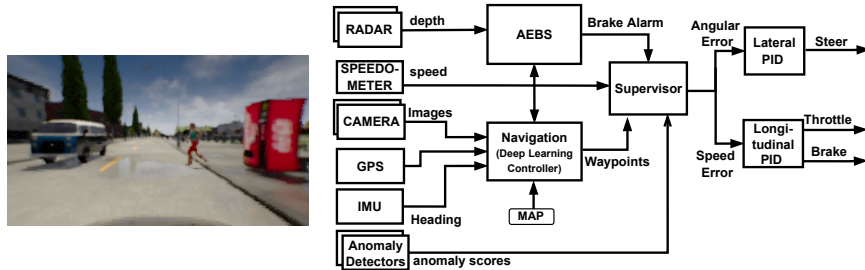 RADAR
depth
AEBS
Brake Alarm
SPEEDO-
METER
speed
Supervisor
Angular
Error
Lateral
PID
Steer
CAMERA
Images
GPS
IMU
Heading
Navigation
(Deep Learning
Controller)
Waypoints
MAP
Speed
Error
Longi-
tudinal
PID
Throttle
Brake
Anomaly
Detectors
anomaly scores